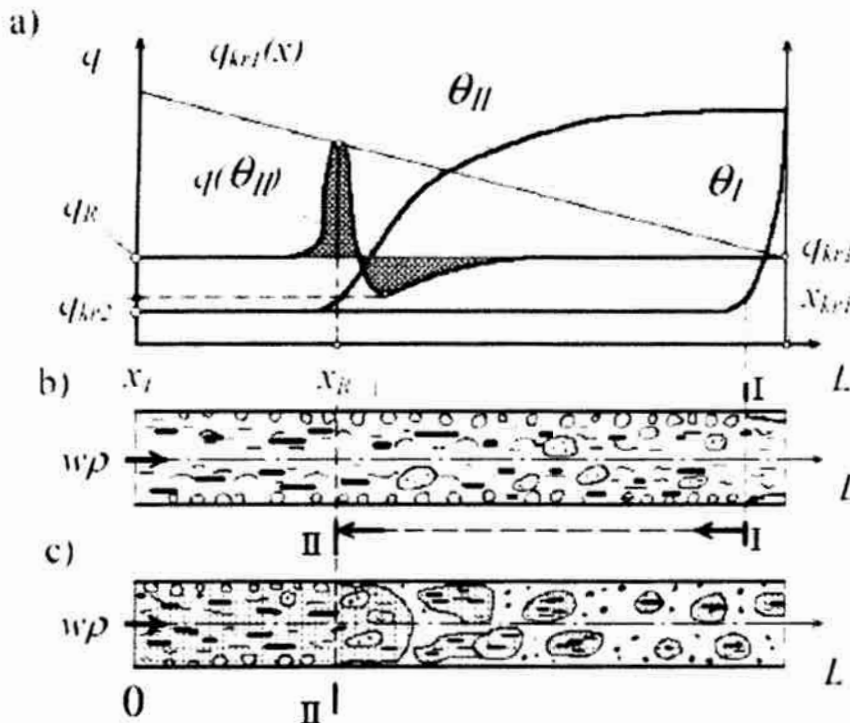 a)
q
q_kr1(x)
θ_II
q(θ_II)
θ_I
q_R
q_kr1
q_kr2
x_kr1
x_1
x_R
I
L
b)
wρ
L
II
I
c)
wρ
L
0
II